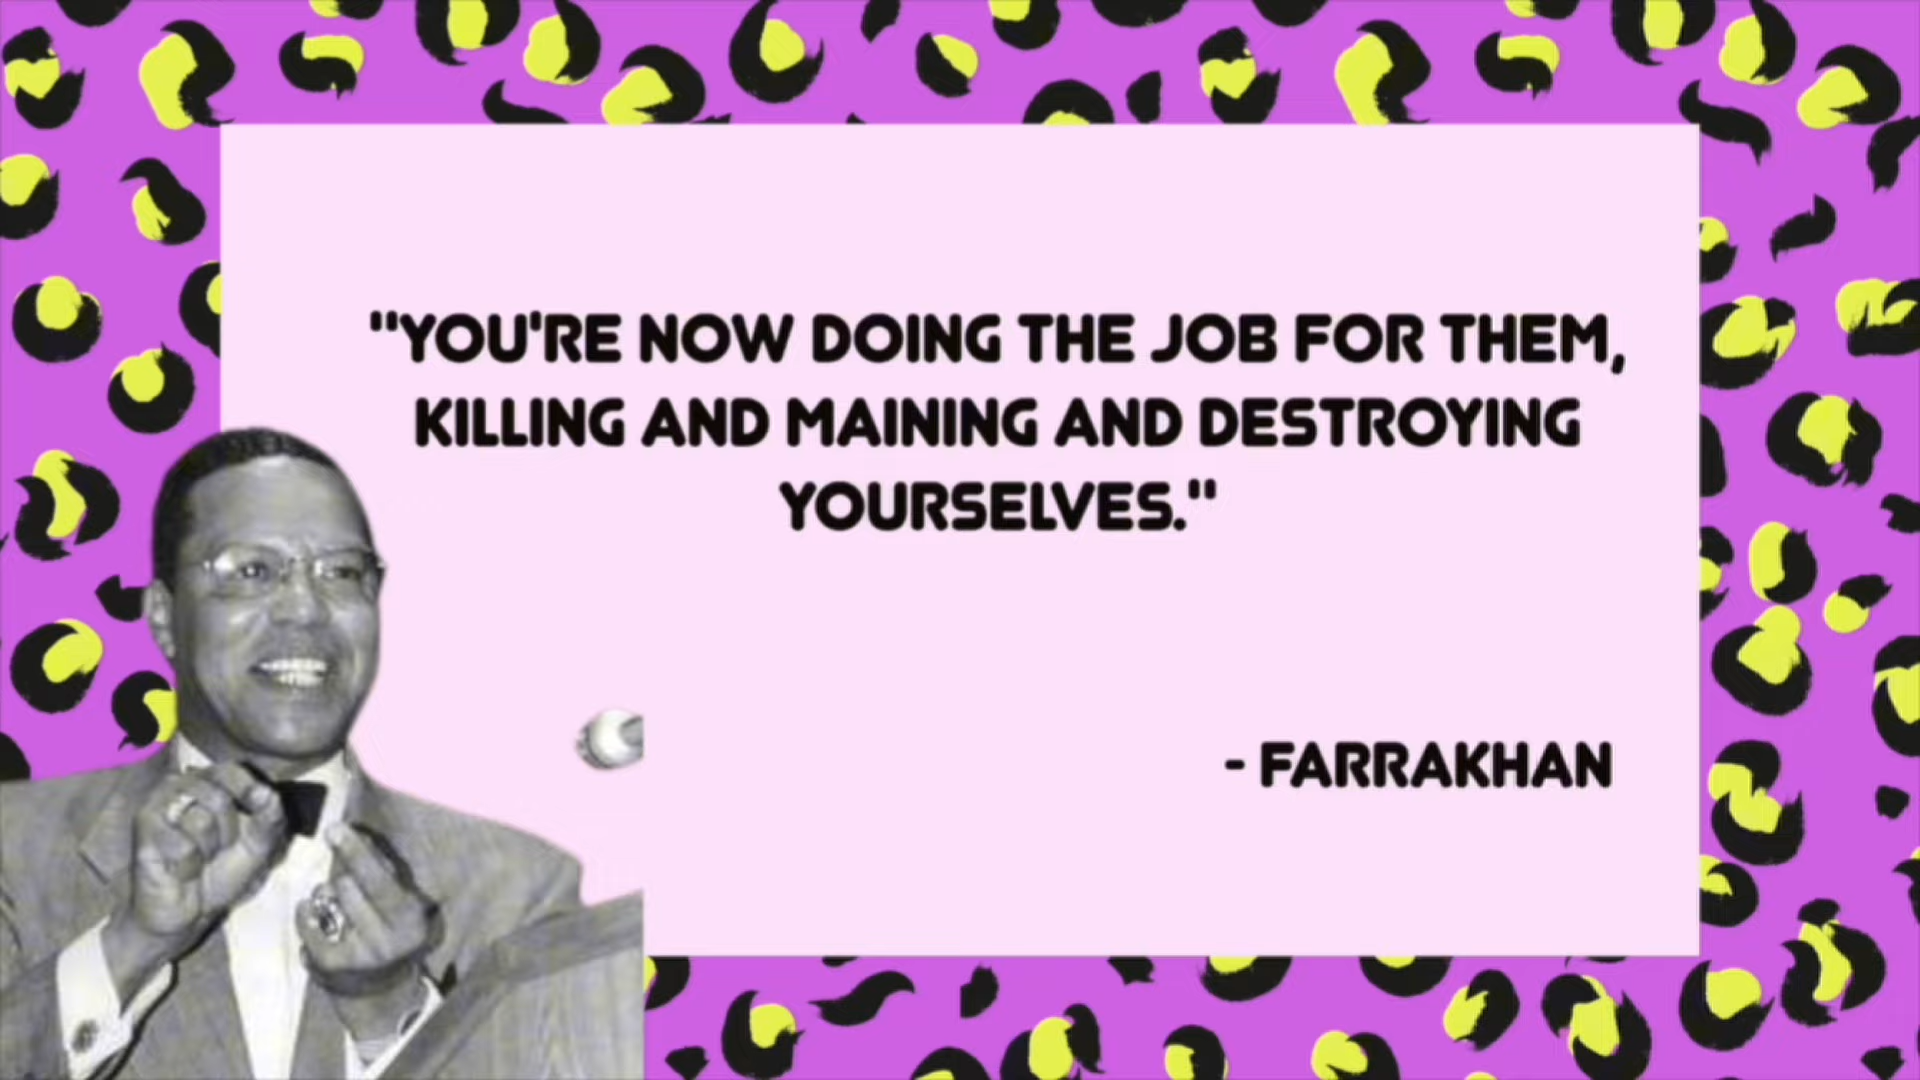 "YOU'RE NOW DOING THE JOB FOR THEM,
KILLING AND MAINING AND DESTROYING
YOURSELVES."
- FARRAKHAN